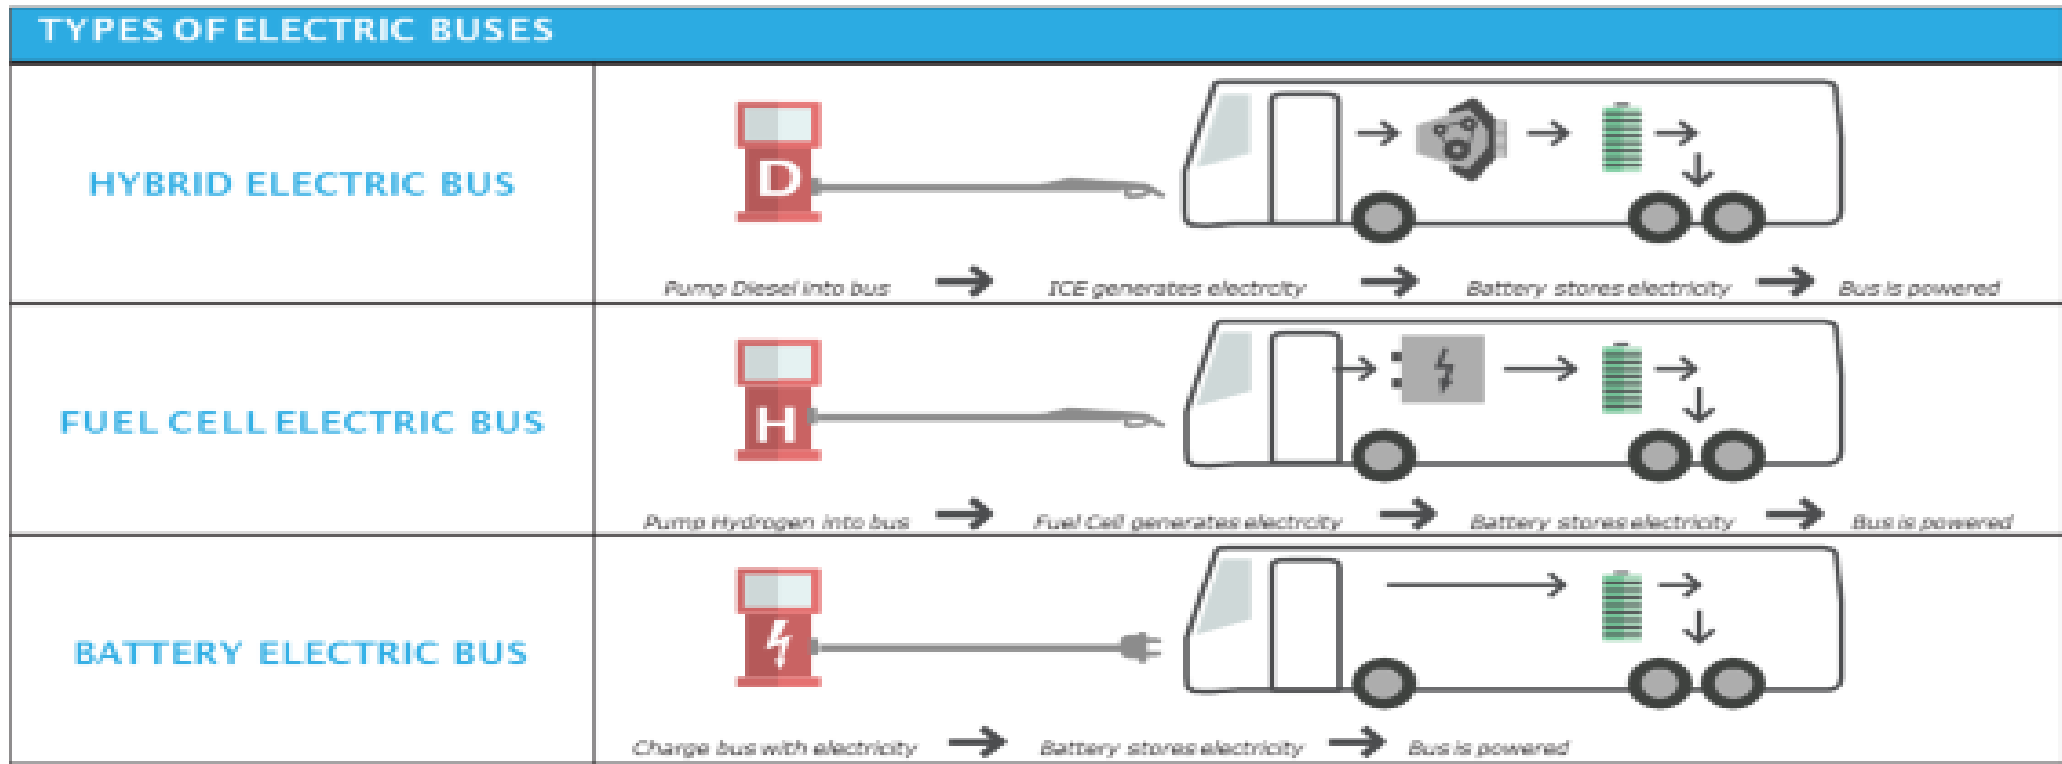 TYPES OF ELECTRIC BUSES
HYBRID ELECTRIC BUS
D
Pump Diesel into bus → ICE generates electrcity → Battery stores electricity → Bus is powered
FUEL CELL ELECTRIC BUS
H
Pump Hydrogen into bus → Fuel Cell generates electrcity → Battery stores electricity → Bus is powered
BATTERY ELECTRIC BUS
Charge bus with electricity → Battery stores electricity → Bus is powered